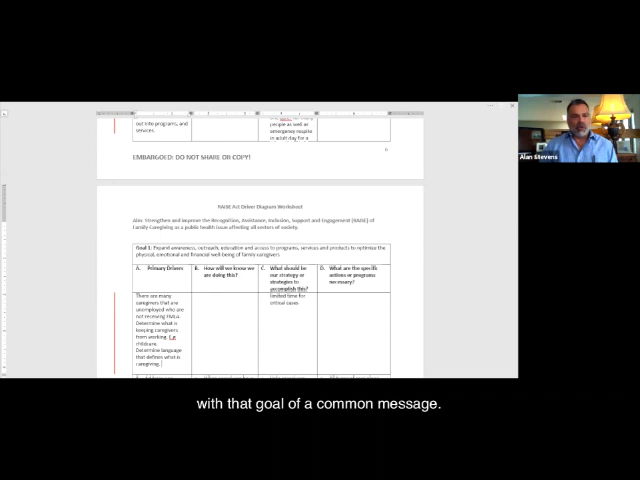 out into programs, and
services.
people as well as
emergency respite
in adult day for a
EMBARGOLD: DO NOT SHARE OR COPY!
6
RAISE Act Driver Diagram Worksheet
Aim: Strengthen and improve the Recognition, Assistance, Inclusion, Support and Engagement (RAISE) of
Family Caregiving as a public health issue affecting all sectors of society.
Goal 1: Expand awareness, outreach, education and access to programs, services and products to optimize the
physical, emotional and financial well-being of family caregivers
A. Primary Drivers
B. How will we know we
are doing this?
C. What should be
our strategy or
strategies to
accomplish this?
D. What are the specific
actions or programs
necessary?
There are many
caregivers that are
unemployed who are
not receiving FMLA.
Determine what is
keeping caregivers
from working. E.g
childcare.
Determine language
that defines what is
caregiving.
limited time for
critical cases
Alan Stevens
with that goal of a common message.